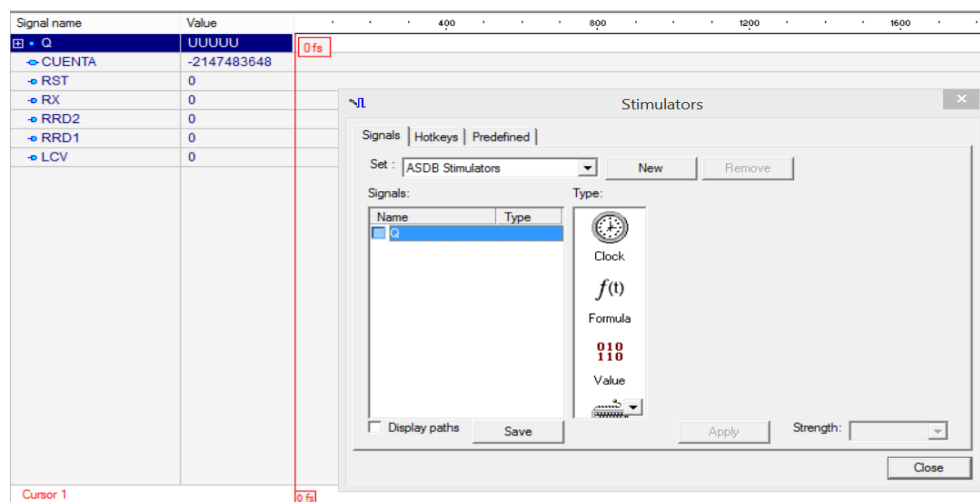 Signal name Value 400 800 1200 1600
Q UUUUU 0 fs
CUENTA -2147483648
RST 0
RX 0
RRD2 0
RRD1 0
LCV 0
Stimulators
Signals Hotkeys Predefined
Set : ASDB Stimulators New Remove
Signals: Type:
Name Type
Q
Clock
f(t)
Formula
010
110
Value
Display paths Save Apply Strength:
Close
Cursor 1 0 fs